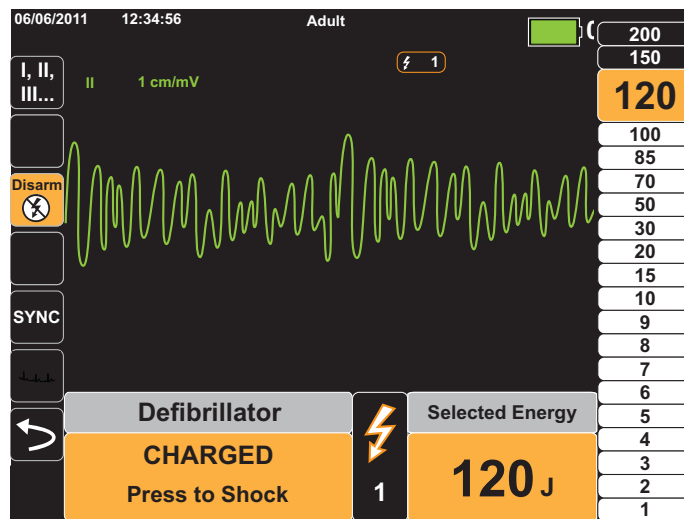 06/06/2011 12:34:56 Adult
1
I, II,
III...
II 1 cm/mV
Disarm
SYNC
Defibrillator
CHARGED
Press to Shock
1
Selected Energy
120 J
200
150
120
100
85
70
50
30
20
15
10
9
8
7
6
5
4
3
2
1